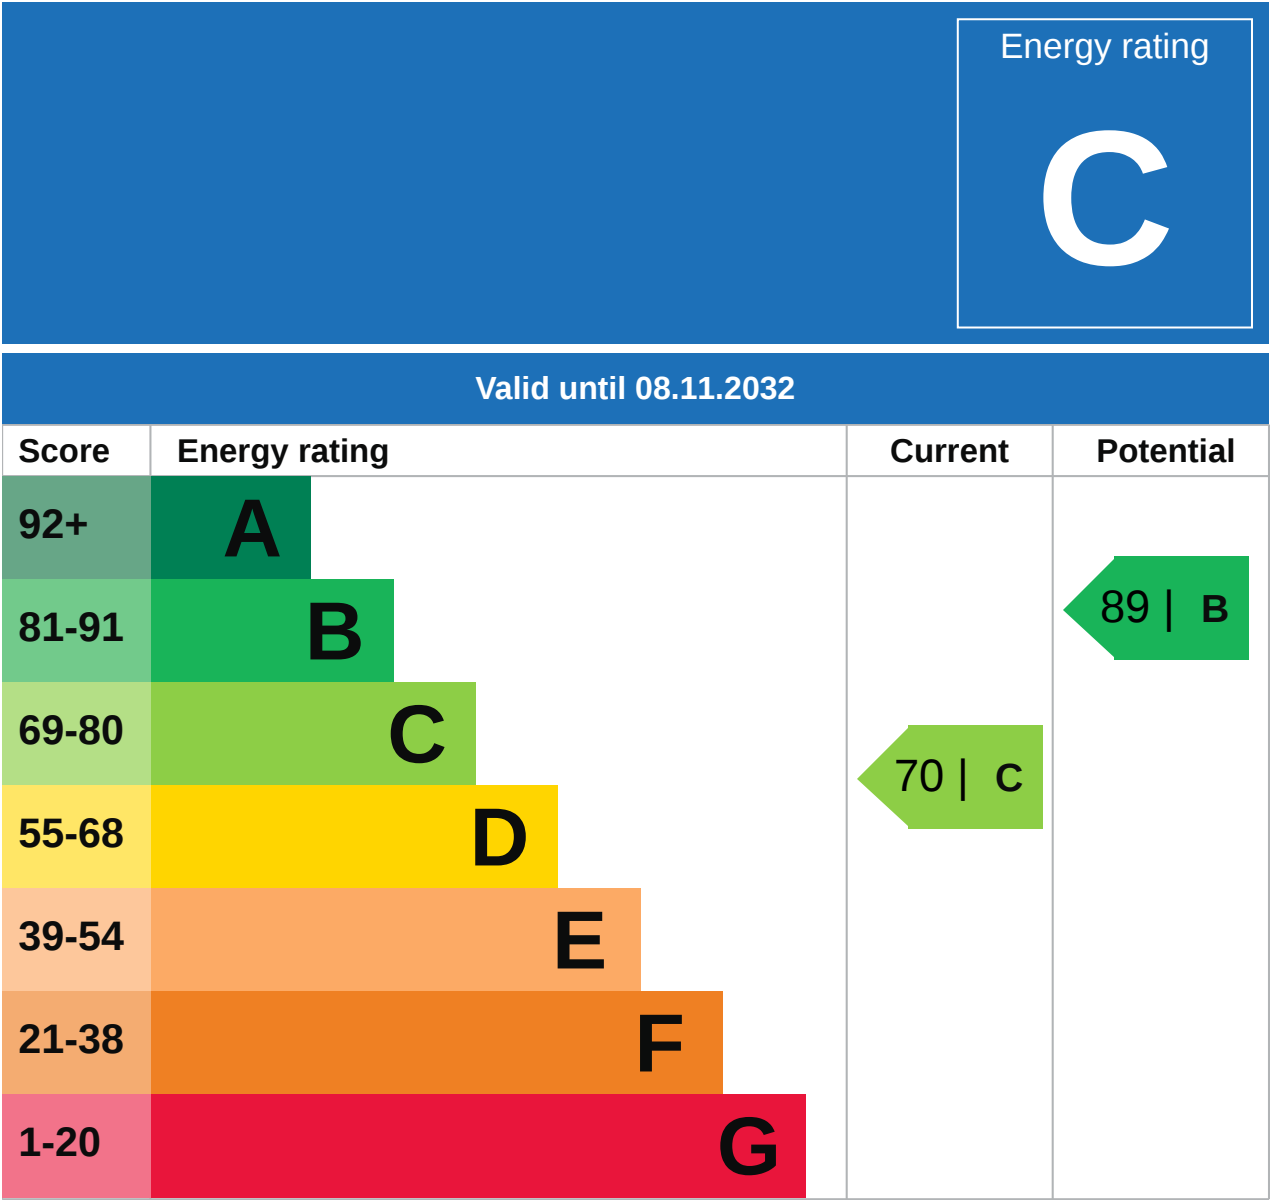 Energy rating
C
Valid until 08.11.2032
Score Energy rating Current Potential
92+ A
81-91 B 89 | B
69-80 C 70 | C
55-68 D
39-54 E
21-38 F
1-20 G